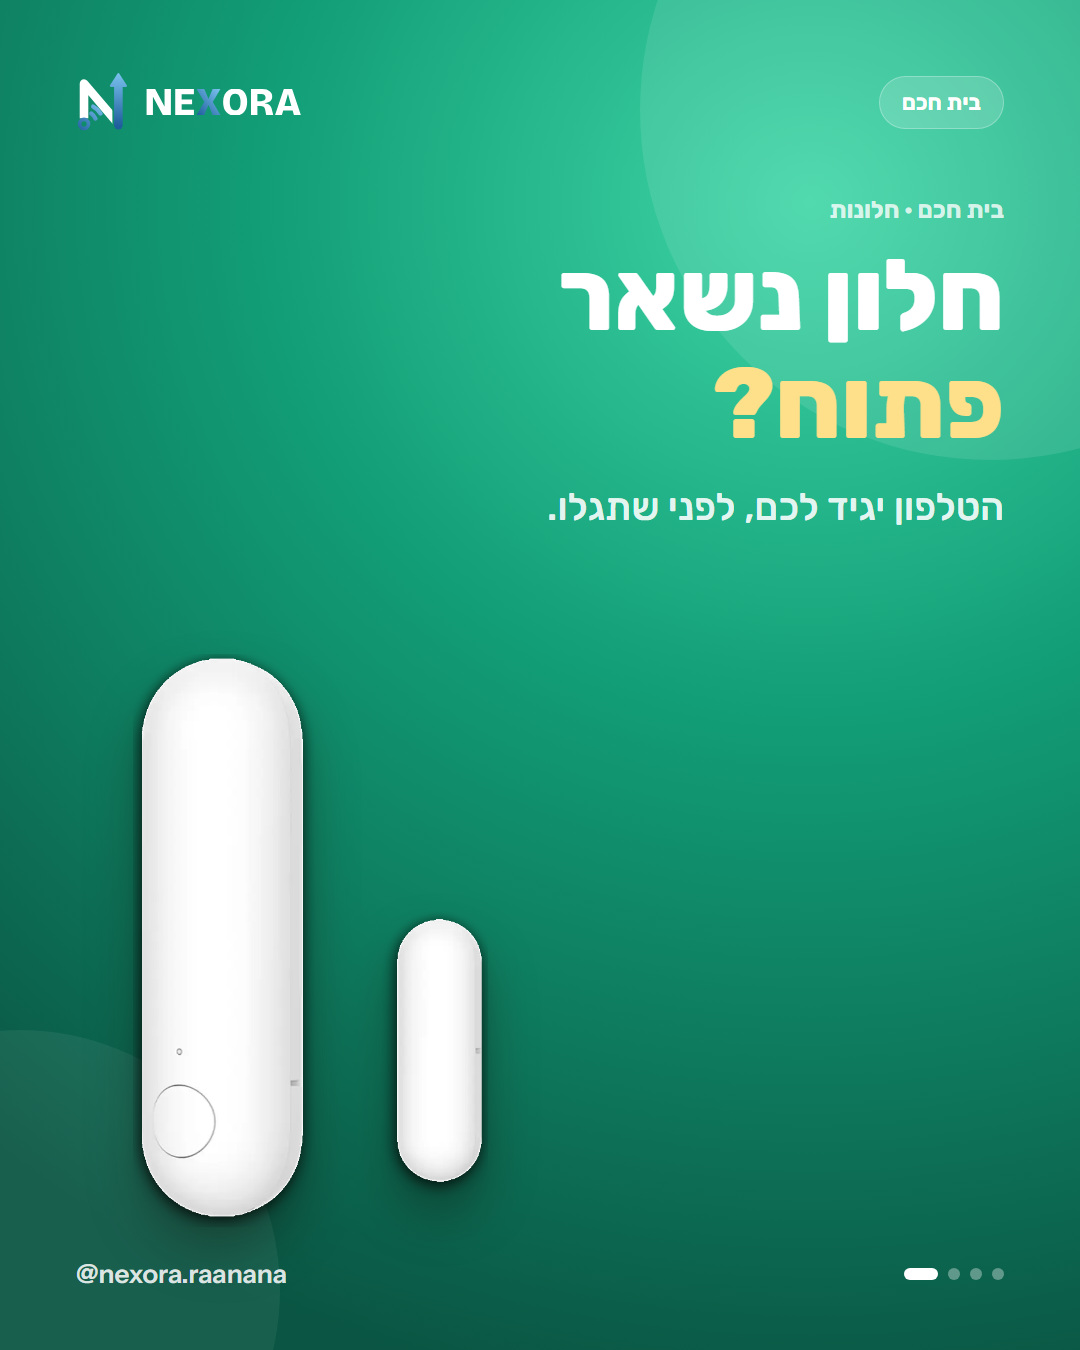 NEXORA
בית חכם
בית חכם • חלונות
חלון נשאר
פתוח?
הטלפון יגיד לכם, לפני שתגלו.
@nexora.raanana